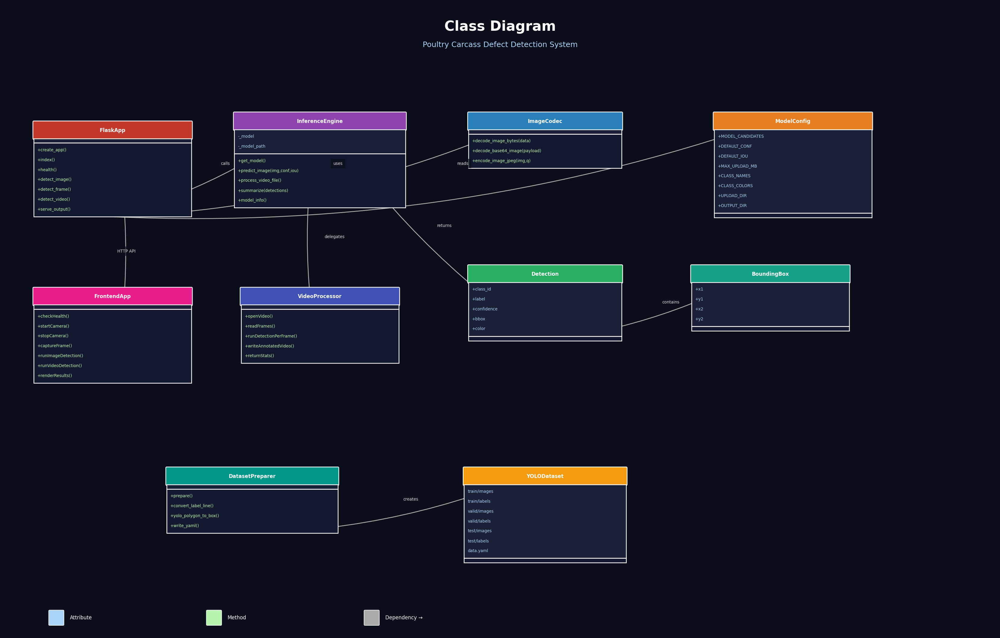 Class Diagram
Poultry Carcass Defect Detection System
FlaskApp
+create_app()
+index()
+health()
+detect_image()
+detect_frame()
+detect_video()
+serve_output()
calls
InferenceEngine
-_model
-_model_path
+get_model()
+predict_image(img,conf,iou)
+process_video_file()
+summarize(detections)
+model_info()
uses
ImageCodec
+decode_image_bytes(data)
+decode_base64_image(payload)
+encode_image_jpeg(img,q)
reads
ModelConfig
+MODEL_CANDIDATES
+DEFAULT_CONF
+DEFAULT_IOU
+MAX_UPLOAD_MB
+CLASS_NAMES
+CLASS_COLORS
+UPLOAD_DIR
+OUTPUT_DIR
HTTP API
delegates
returns
FrontendApp
+checkHealth()
+startCamera()
+stopCamera()
+captureFrame()
+runImageDetection()
+runVideoDetection()
+renderResults()
VideoProcessor
+openVideo()
+readFrames()
+runDetectionPerFrame()
+writeAnnotatedVideo()
+returnStats()
Detection
+class_id
+label
+confidence
+bbox
+color
contains
BoundingBox
+x1
+y1
+x2
+y2
DatasetPreparer
+prepare()
+convert_label_line()
+yolo_polygon_to_box()
+write_yaml()
creates
YOLODataset
train/images
train/labels
valid/images
valid/labels
test/images
test/labels
data.yaml
Attribute
Method
Dependency →